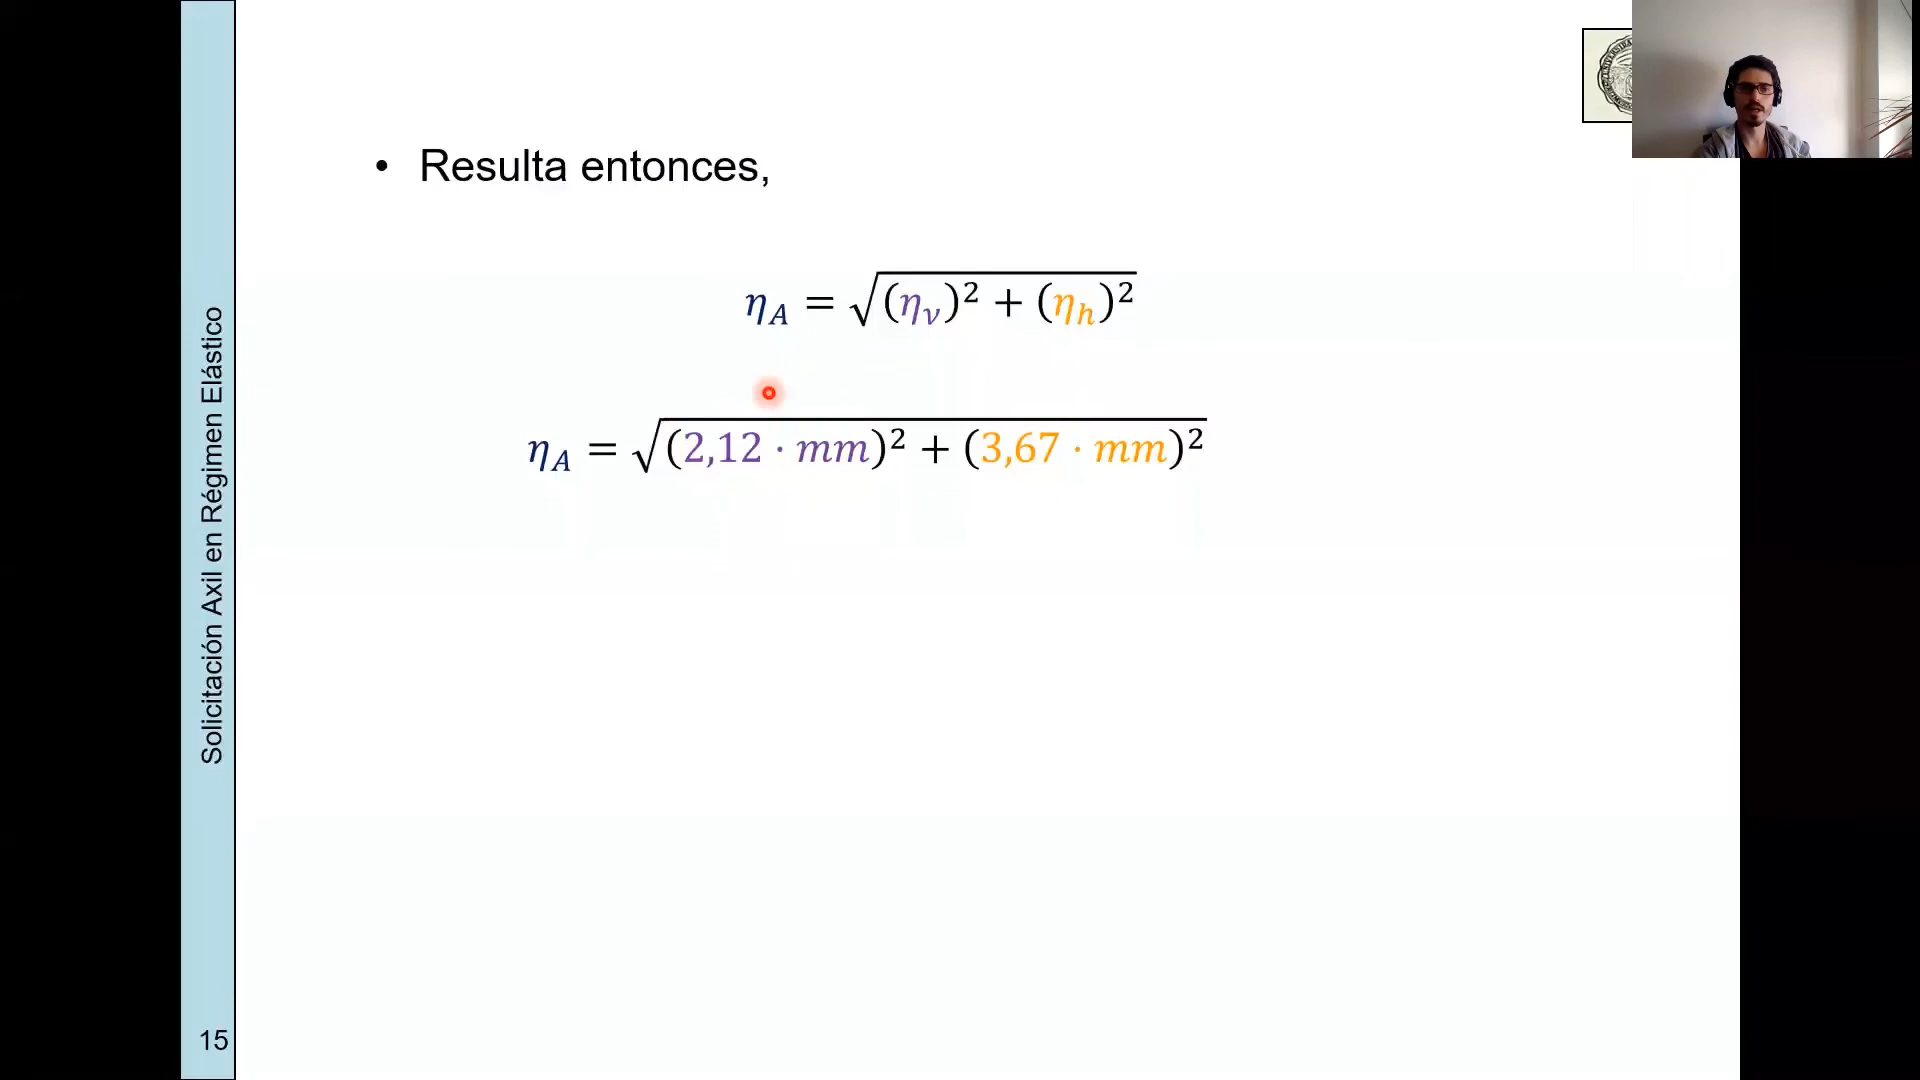 • Resulta entonces,
η_A = √((η_v)² + (η_h)²)
η_A = √((2,12 · mm)² + (3,67 · mm)²)
Solicitación Axil en Régimen Elástico
15